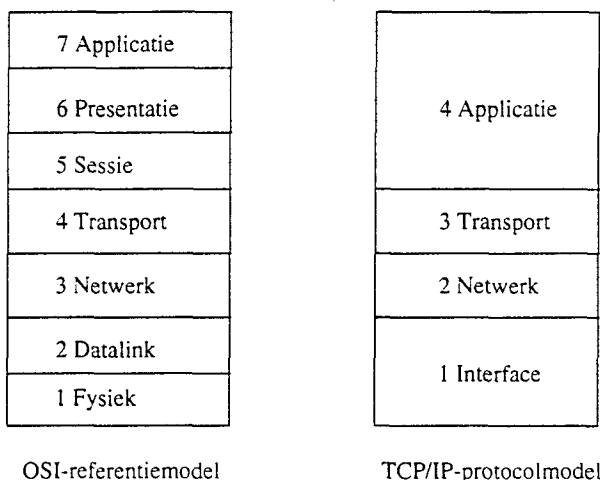 7 Applicatie
6 Presentatie
5 Sessie
4 Transport
3 Netwerk
2 Datalink
1 Fysiek
OSI-referentiemodel
4 Applicatie
3 Transport
2 Netwerk
1 Interface
TCP/IP-protocolmodel